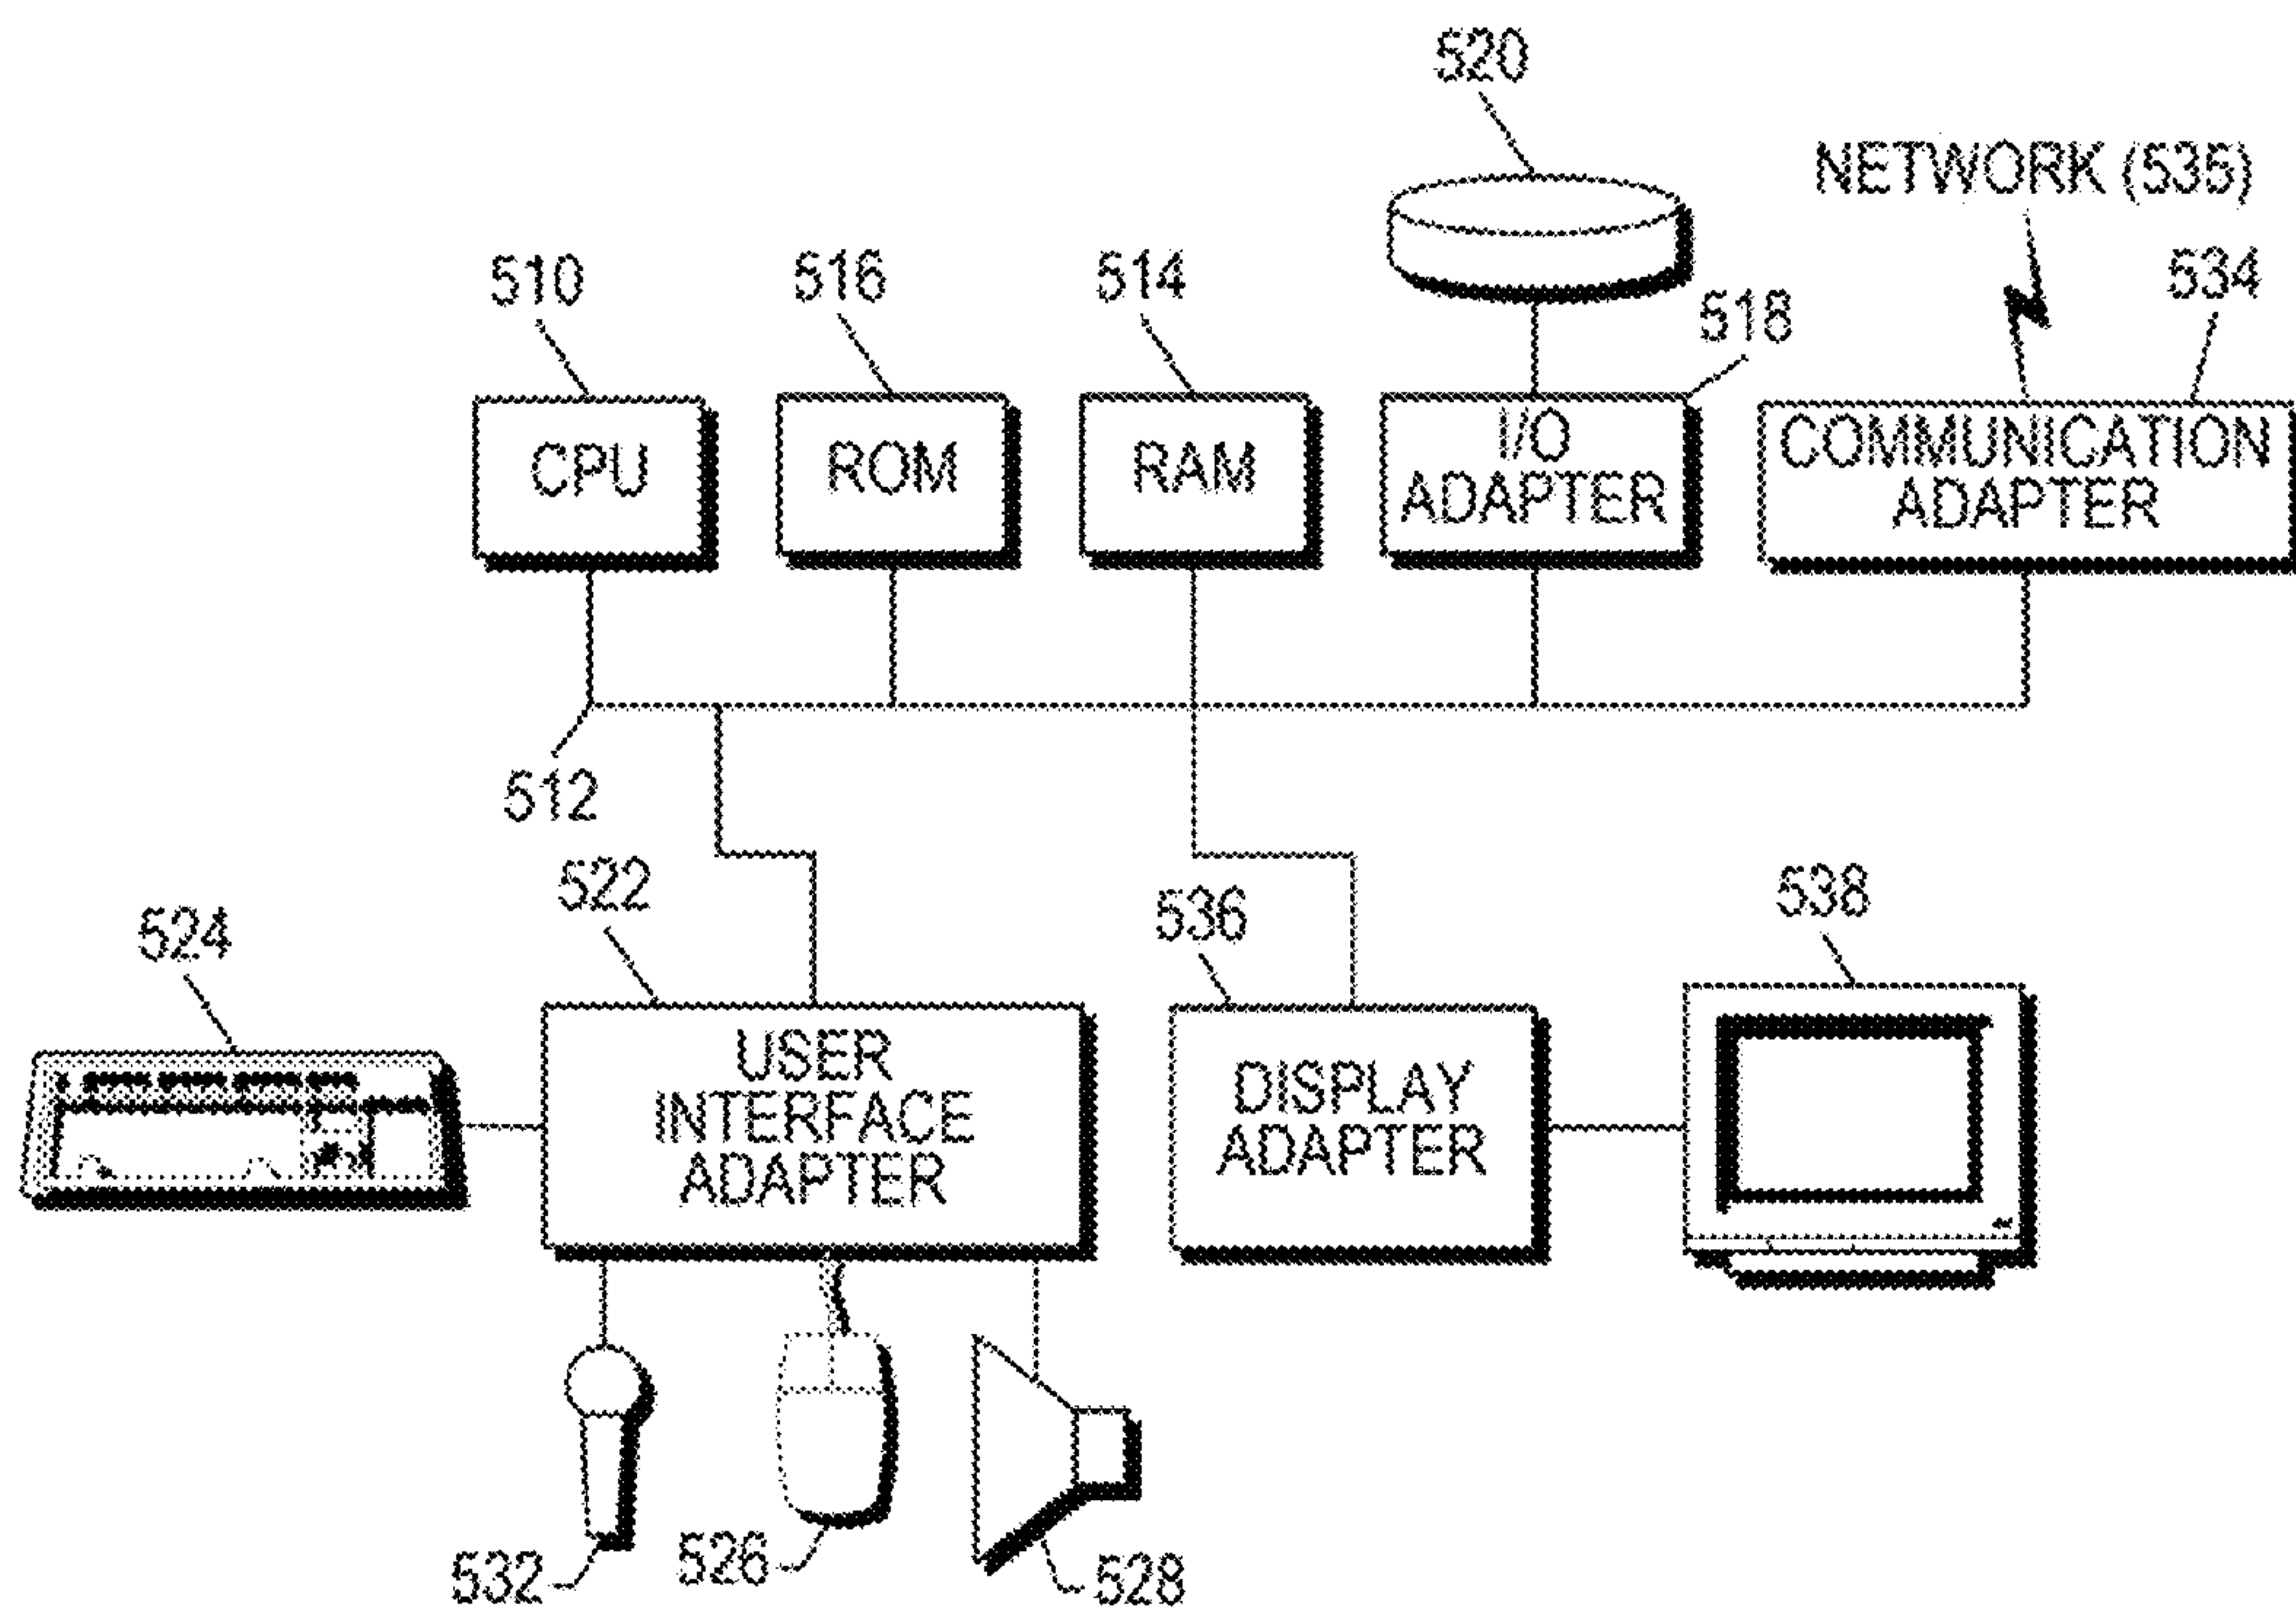 520
NETWORK (535)
510
516
514
518
534
CPU
ROM
RAM
I/O
ADAPTER
COMMUNICATION
ADAPTER
512
522
524
536
538
USER
INTERFACE
ADAPTER
DISPLAY
ADAPTER
532
526
528